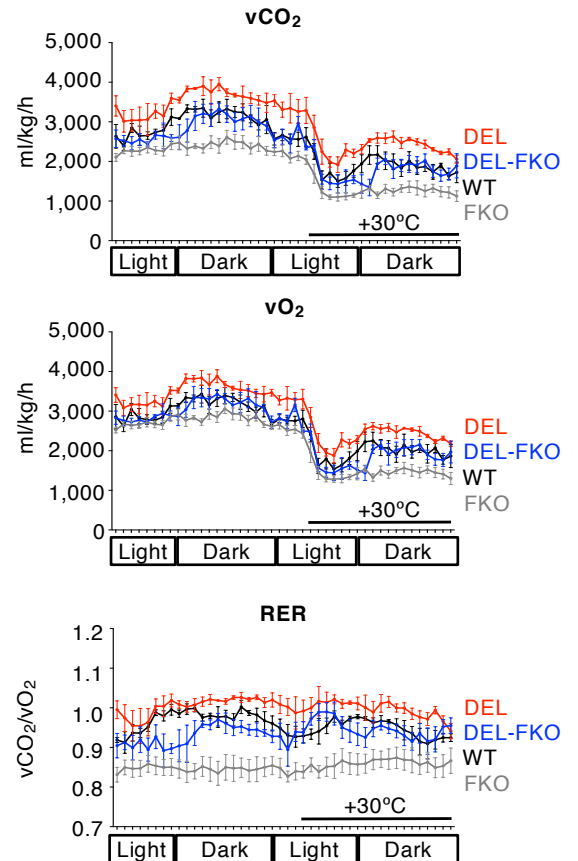 vCO₂
ml/kg/h
5,000
4,000
3,000
2,000
1,000
0
DEL
DEL-FKO
WT
FKO
+30ºC
Light Dark Light Dark
vO₂
ml/kg/h
5,000
4,000
3,000
2,000
1,000
0
DEL
DEL-FKO
WT
FKO
+30ºC
Light Dark Light Dark
RER
vCO₂/vO₂
1.2
1.1
1.0
0.9
0.8
0.7
DEL
DEL-FKO
WT
FKO
+30ºC
Light Dark Light Dark